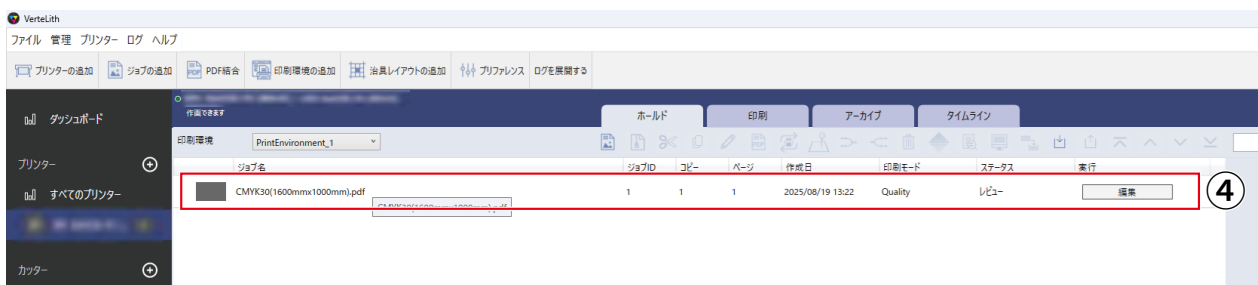 VerteLith
ファイル 管理 プリンター ログ ヘルプ
プリンターの追加 ジョブの追加 PDF結合 印刷環境の追加 治具レイアウトの追加 プリファレンス ログを展開する
ダッシュボード
作画できます
ホールド 印刷 アーカイブ タイムライン
印刷環境 PrintEnvironment_1
プリンター
ジョブ名 ジョブID コピー ページ 作成日 印刷モード ステータス 実行
すべてのプリンター
CMYK30(1600mmx1000mm).pdf 1 1 1 2025/08/19 13:22 Quality レビュー 編集
④
CMYK30(1600mmx1000mm).pdf
カッター